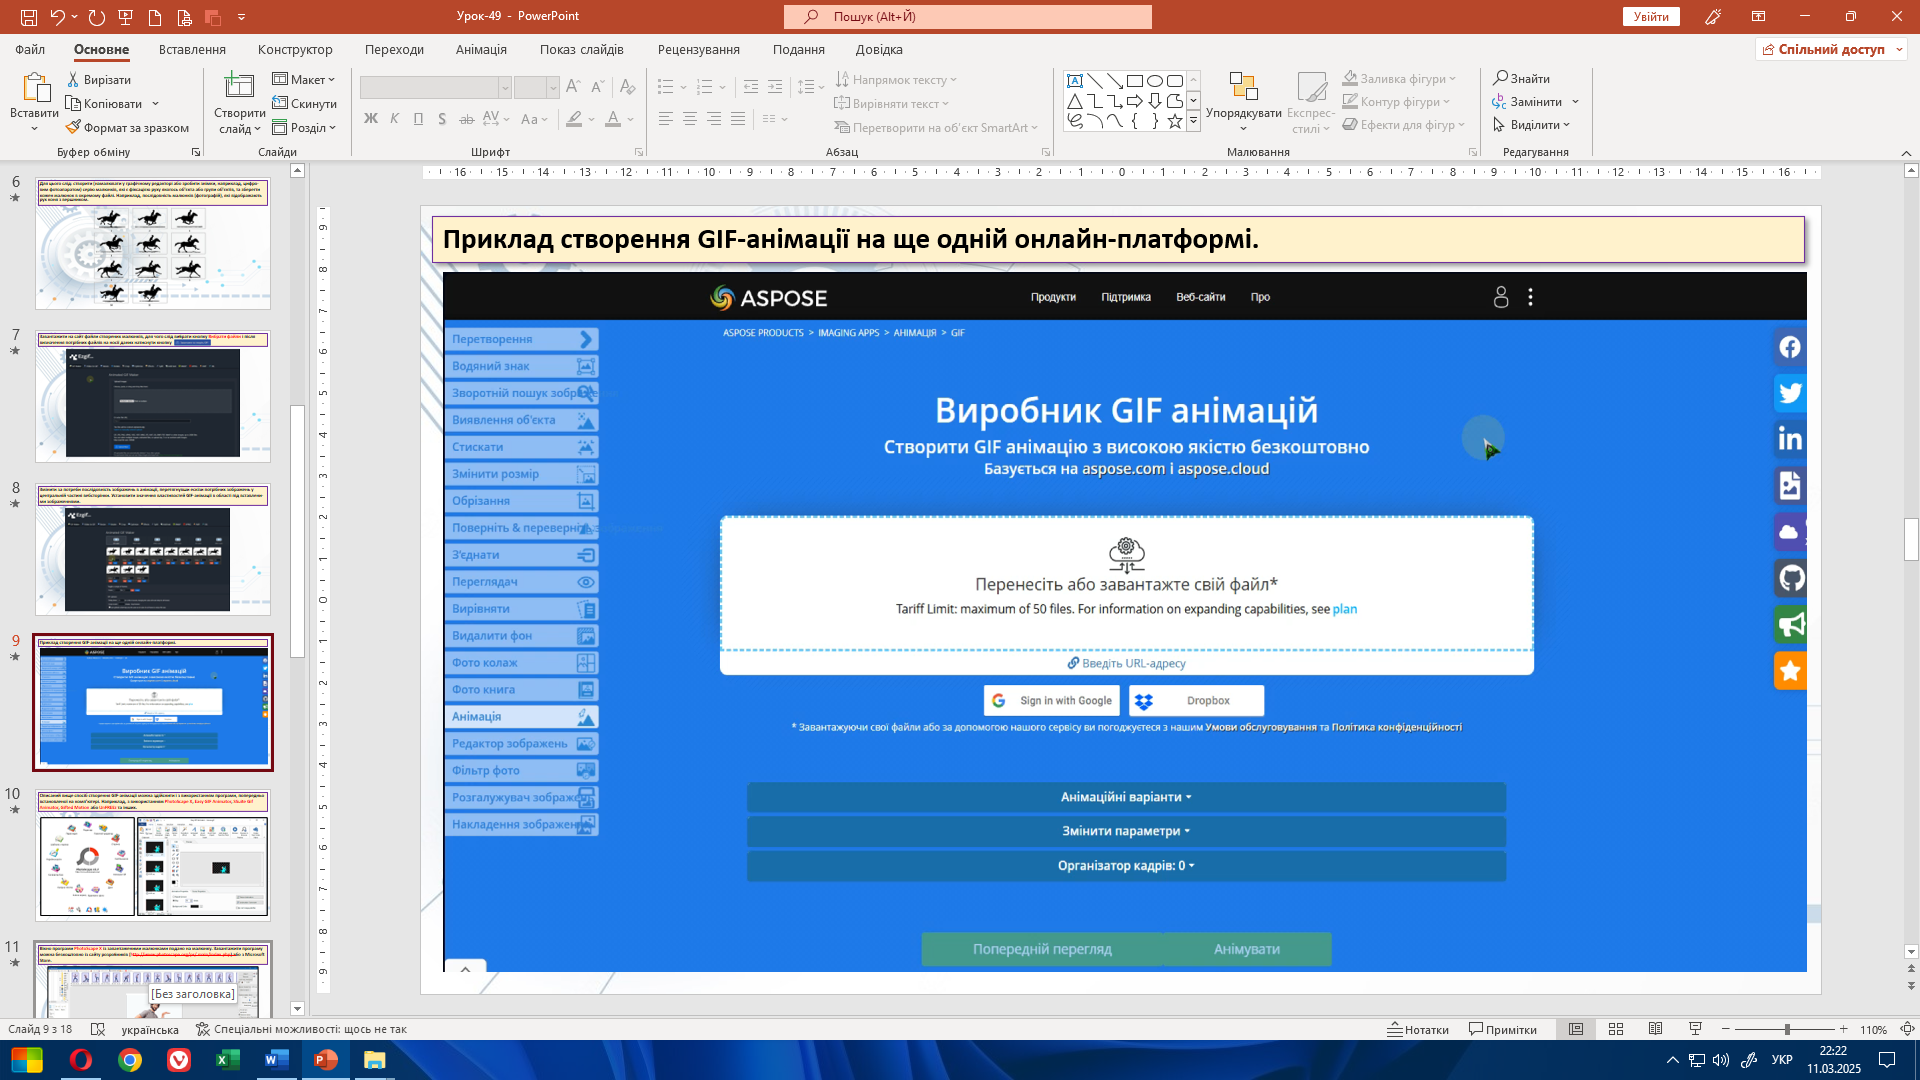 Урок-49 - PowerPoint
Пошук (Alt+Й)
Увійти
Файл
Основне
Вставлення
Конструктор
Переходи
Анімація
Показ слайдів
Рецензування
Подання
Довідка
Спільний доступ
Вставити
Вирізати
Копіювати
Формат за зразком
Буфер обміну
Створити слайд
Макет
Скинути
Розділ
Слайди
Шрифт
Напрямок тексту
Вирівняти текст
Перетворити на об'єкт SmartArt
Абзац
Упорядкувати
Експрес-стилі
Заливка фігури
Контур фігури
Ефекти для фігур
Малювання
Знайти
Замінити
Виділити
Редагування
6
7
8
9
10
11
[Без заголовка]
Приклад створення GIF-анімації на ще одній онлайн-платформі.
ASPOSE
Продукти
Підтримка
Веб-сайти
Про
ASPOSE PRODUCTS > IMAGING APPS > АНІМАЦІЯ > GIF
Перетворення
Водяний знак
Зворотній пошук
Виявлення об'єкта
Стискати
Змінити розмір
Обрізання
Поверніть &
З'єднати
Переглядач
Вирівняти
Видалити фон
Фото колаж
Фото книга
Анімація
Редактор зображень
Фільтр фото
Розгалужувач
Накладення
Виробник GIF анімацій
Створити GIF анімацію з високою якістю безкоштовно
Базується на aspose.com і aspose.cloud
Перенесіть або завантажте свій файл*
Tariff Limit: maximum of 50 files. For information on expanding capabilities, see plan
Введіть URL-адресу
Sign in with Google
Dropbox
* Завантажуючи свої файли або за допомогою нашого сервісу ви погоджуєтеся з нашим Умови обслуговування та Політика конфіденційності
Анімаційні варіанти
Змінити параметри
Організатор кадрів: 0
Попередній перегляд
Анімувати
Слайд 9 з 18
українська
Спеціальні можливості: щось не так
Нотатки
Примітки
110%
УКР
22:22
11.03.2025